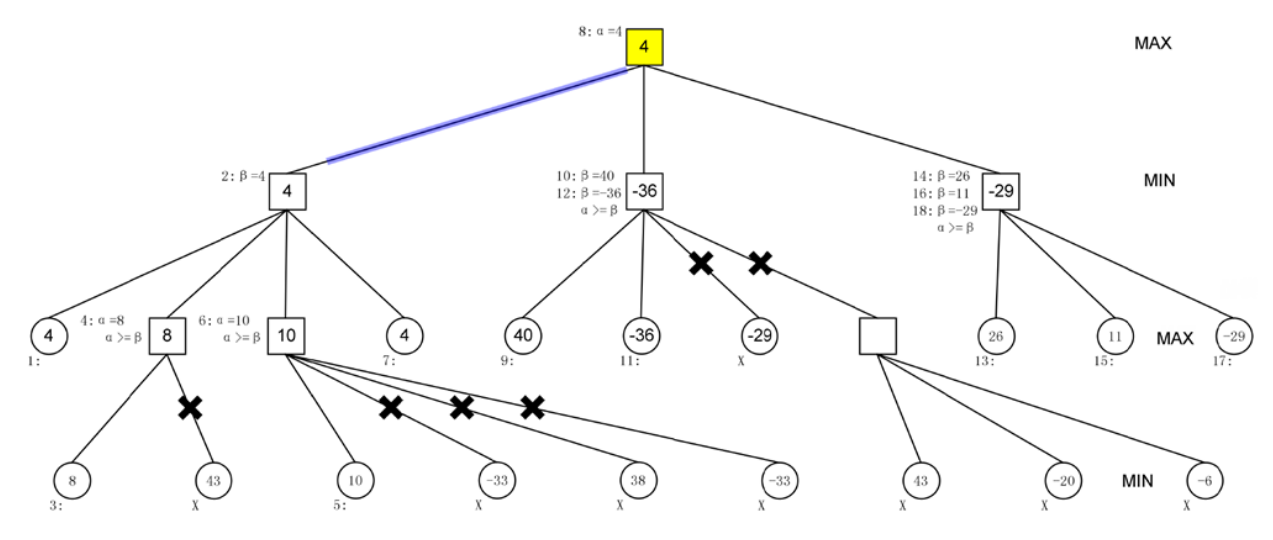 8: α=4
4
MAX
2: β=4
4
10: β=40
12: β=-36
α >= β
-36
14: β=26
16: β=11
18: β=-29
α >= β
-29
MIN
4
1:
4: α=8
α >= β
8
6: α=10
α >= β
10
4
7:
40
9:
-36
11:
-29
X
26
13:
11
15:
MAX
-29
17:
8
3:
43
X
10
5:
-33
X
38
X
-33
X
43
X
-20
X
MIN
-6
X